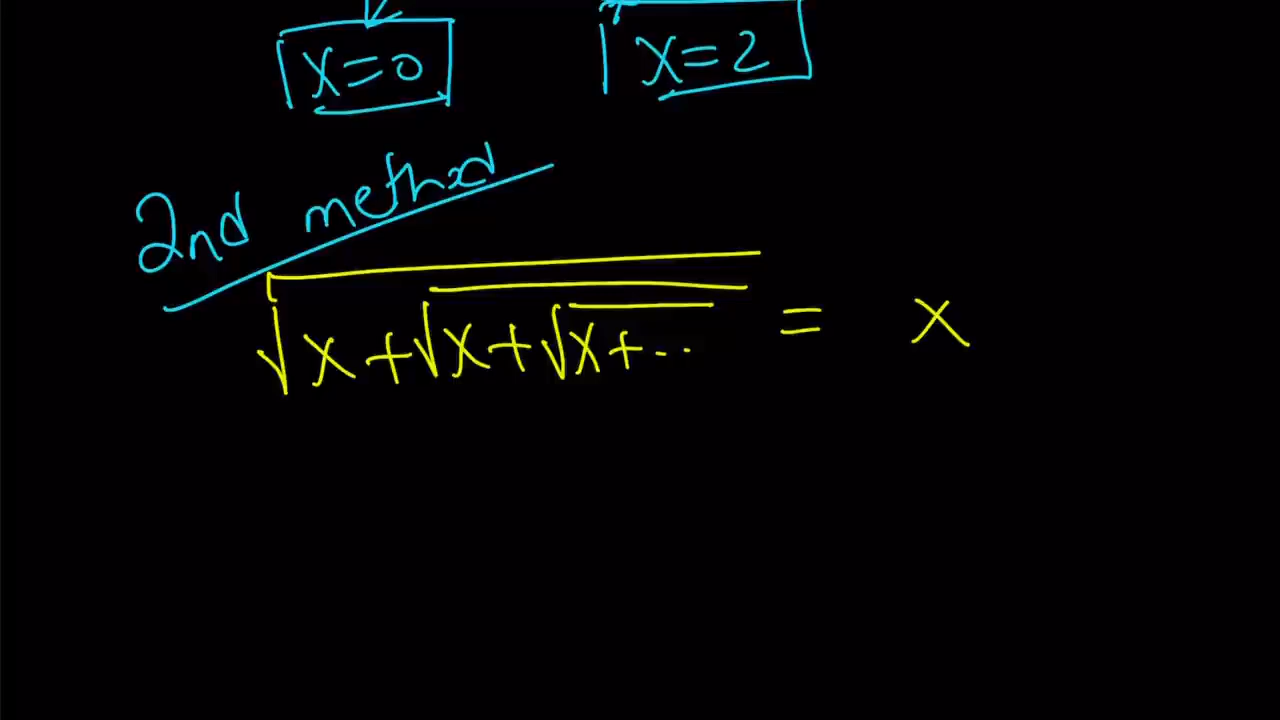 x=0 x=2
2nd method
√(x+√(x+√(x+... = x